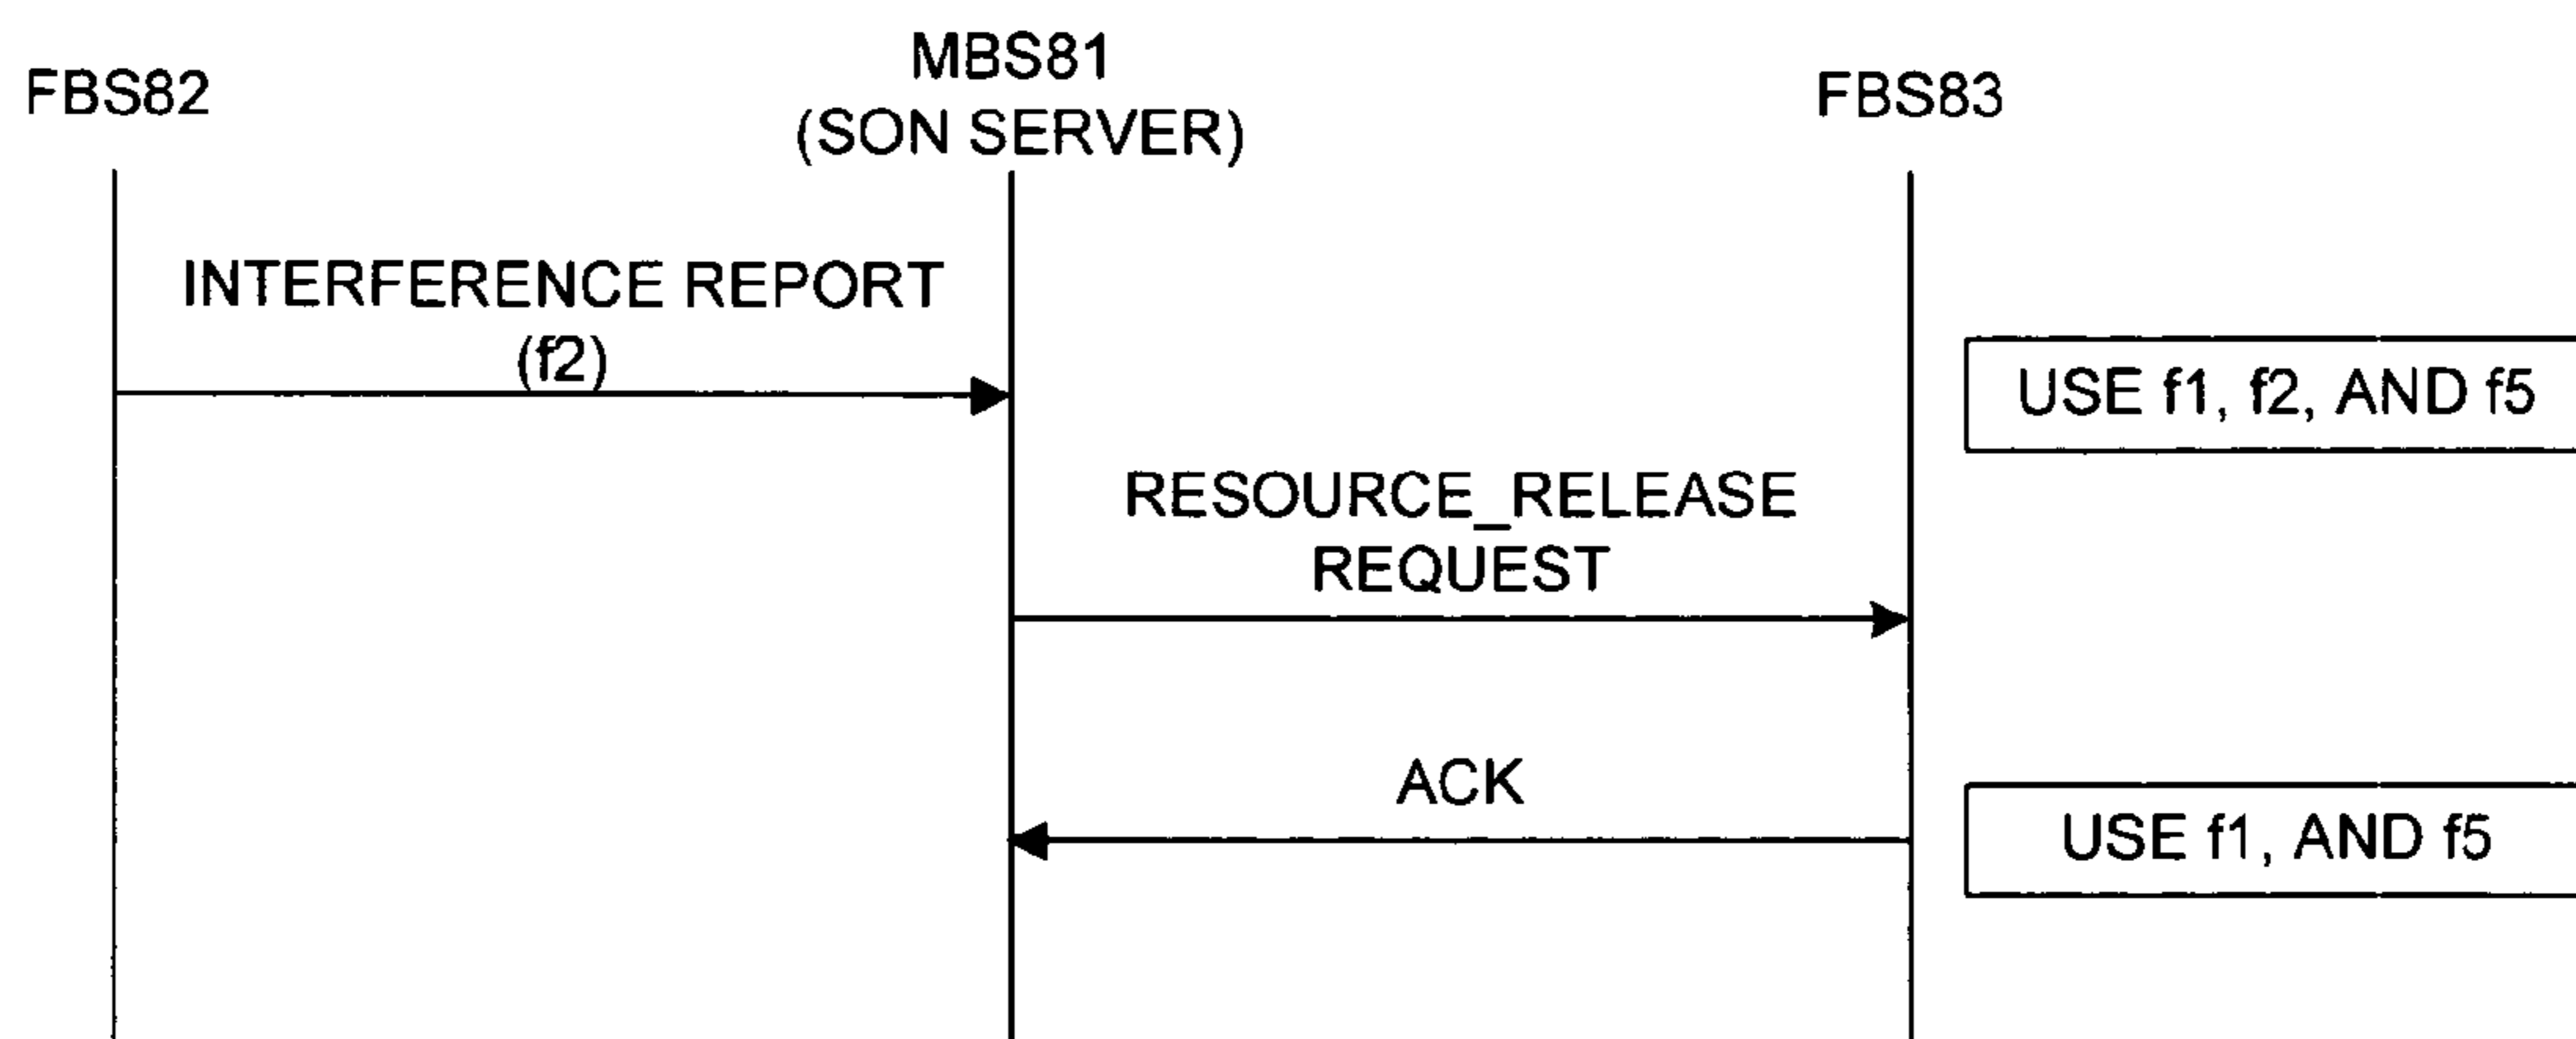 FBS82
MBS81
(SON SERVER)
FBS83
INTERFERENCE REPORT
(f2)
USE f1, f2, AND f5
RESOURCE_RELEASE
REQUEST
ACK
USE f1, AND f5